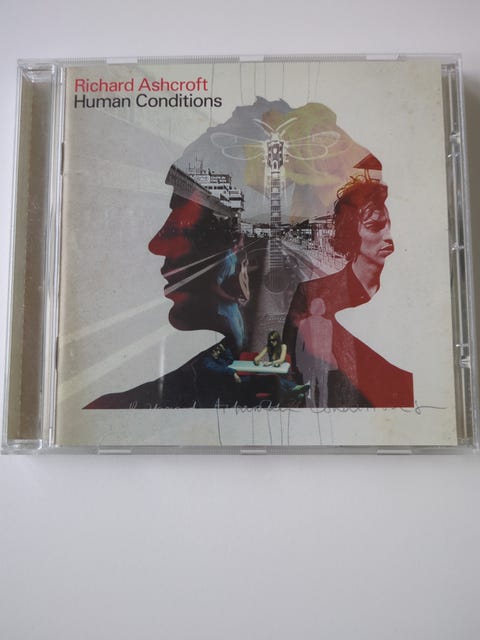 Richard Ashcroft
Human Conditions